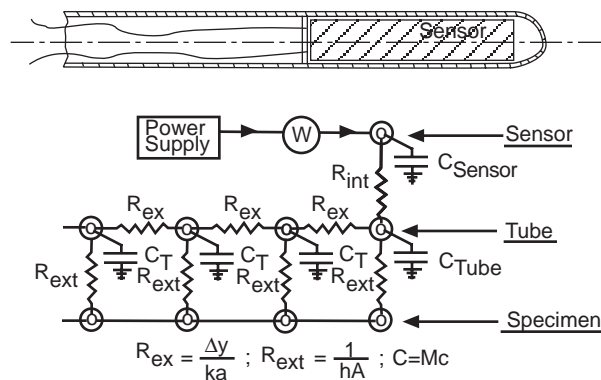 Sensor
Power Supply
W
Sensor
R_int
C_Sensor
R_ex R_ex R_ex
Tube
R_ext C_T R_ext C_T R_ext C_T R_ext C_Tube
Specimen
R_ex = Δy/ka ; R_ext = 1/hA ; C=Mc